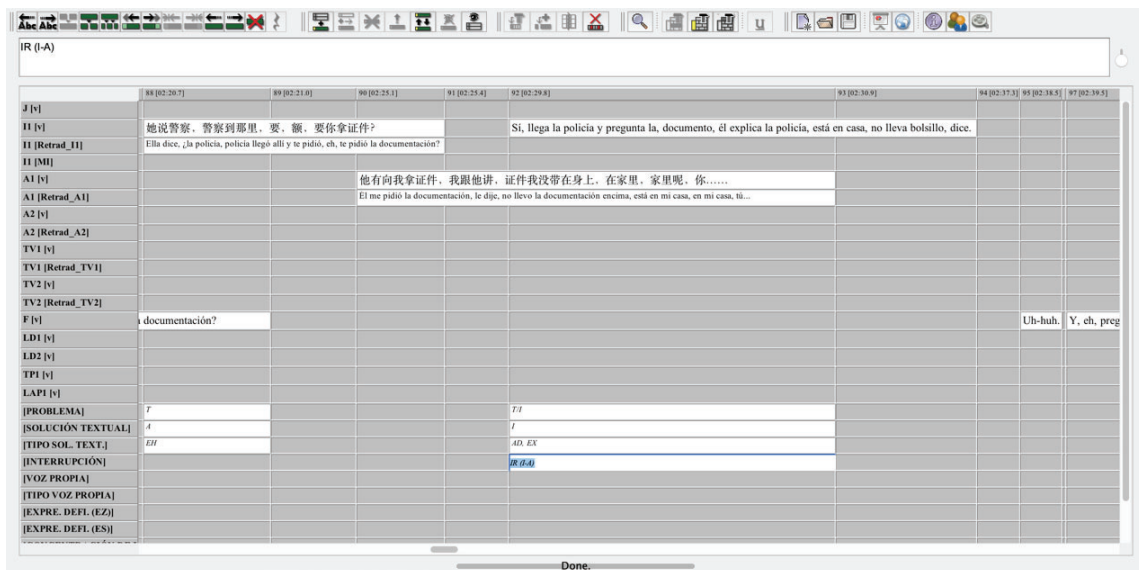 Abc Abc
u
IR (I-A)
88 [02:20.7] 89 [02:21.0] 90 [02:25.1] 91 [02:25.4] 92 [02:29.8] 93 [02:30.9] 94 [02:37.3] 95 [02:38.5] 97 [02:39.5]
J [v]
I1 [v] 她说警察，警察到那里，要，额，要你拿证件？ Sí, llega la policía y pregunta la, documento, él explica la policía, está en casa, no lleva bolsillo, dice.
I1 [Retrad_I1] Ella dice, ¿la policía, policía llegó allí y te pidió, eh, te pidió la documentación?
I1 [MI]
A1 [v] 他有向我拿证件，我跟他讲，证件我没带在身上，在家里，家里呢，你……
A1 [Retrad_A1] El me pidió la documentación, le dije, no llevo la documentación encima, está en mi casa, en mi casa, tú...
A2 [v]
A2 [Retrad_A2]
TV1 [v]
TV1 [Retrad_TV1]
TV2 [v]
TV2 [Retrad_TV2]
F [v] documentación? Uh-huh. Y, eh, preg
LD1 [v]
LD2 [v]
TP1 [v]
LAP1 [v]
[PROBLEMA] T T/I
[SOLUCIÓN TEXTUAL] A I
[TIPO SOL. TEXT.] EH AD, EX
[INTERRUPCIÓN] IR (I-A)
[VOZ PROPIA]
[TIPO VOZ PROPIA]
[EXPRE. DEFI. (EZ)]
[EXPRE. DEFI. (ES)]
Done.